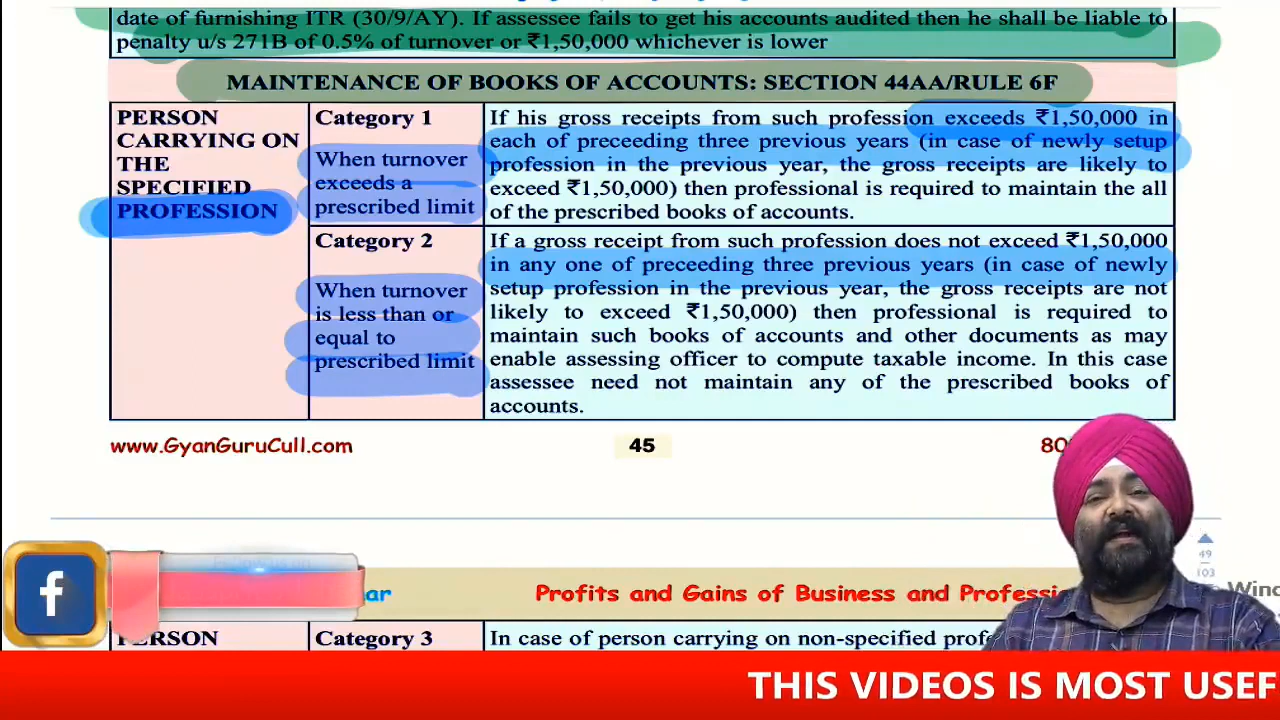 date of furnishing ITR (30/9/AY). If assessee fails to get his accounts audited then he shall be liable to
penalty u/s 271B of 0.5% of turnover or ₹1,50,000 whichever is lower
MAINTENANCE OF BOOKS OF ACCOUNTS: SECTION 44AA/RULE 6F
PERSON
CARRYING ON
THE
SPECIFIED
PROFESSION
Category 1
When turnover
exceeds a
prescribed limit
If his gross receipts from such profession exceeds ₹1,50,000 in
each of preceeding three previous years (in case of newly setup
profession in the previous year, the gross receipts are likely to
exceed ₹1,50,000) then professional is required to maintain the all
of the prescribed books of accounts.
Category 2
When turnover
is less than or
equal to
prescribed limit
If a gross receipt from such profession does not exceed ₹1,50,000
in any one of preceeding three previous years (in case of newly
setup profession in the previous year, the gross receipts are not
likely to exceed ₹1,50,000) then professional is required to
maintain such books of accounts and other documents as may
enable assessing officer to compute taxable income. In this case
assessee need not maintain any of the prescribed books of
accounts.
www.GyanGuruCull.com
45
80
49
103
f
ar
Profits and Gains of Business and Professi
Wind
PERSON
Category 3
In case of person carrying on non-specified prof
THIS VIDEOS IS MOST USEF